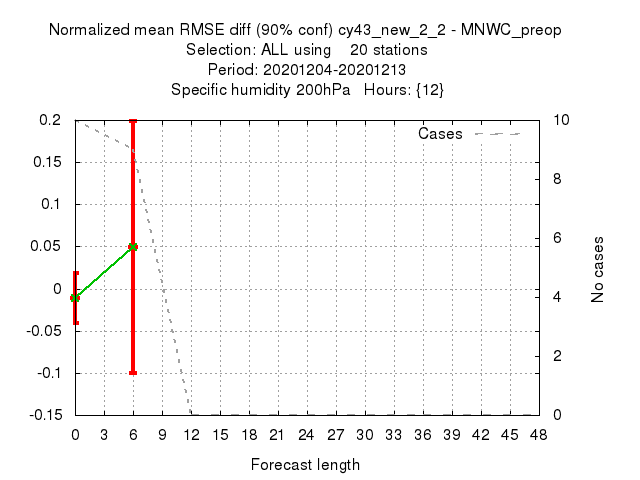 Normalized mean RMSE diff (90% conf) cy43_new_2_2 - MNWC_preop
Selection: ALL using    20 stations
Period: 20201204-20201213
Specific humidity 200hPa   Hours: {12}
Cases
0.2
0.15
0.1
0.05
0
-0.05
-0.1
-0.15
10
8
6
4
2
0
No cases
0 3 6 9 12 15 18 21 24 27 30 33 36 39 42 45 48
Forecast length